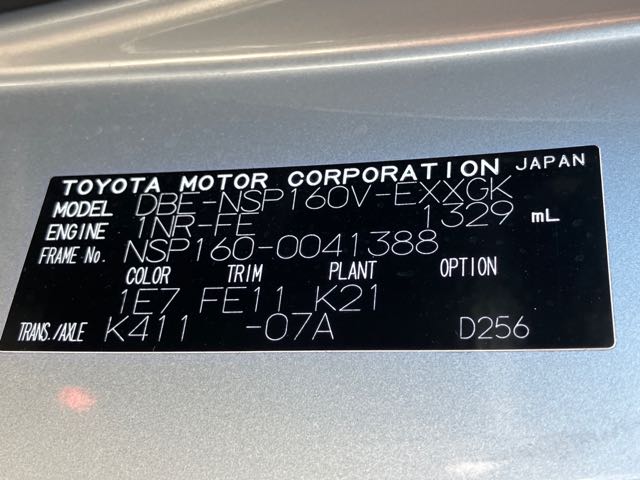 TOYOTA MOTOR CORPORATION JAPAN
MODEL DBE-NSP160V-EXXGK
ENGINE 1NR-FE 1329 mL
FRAME No. NSP160-0041388
COLOR TRIM PLANT OPTION
1E7 FE11 K21
TRANS./AXLE K411 -07A D256